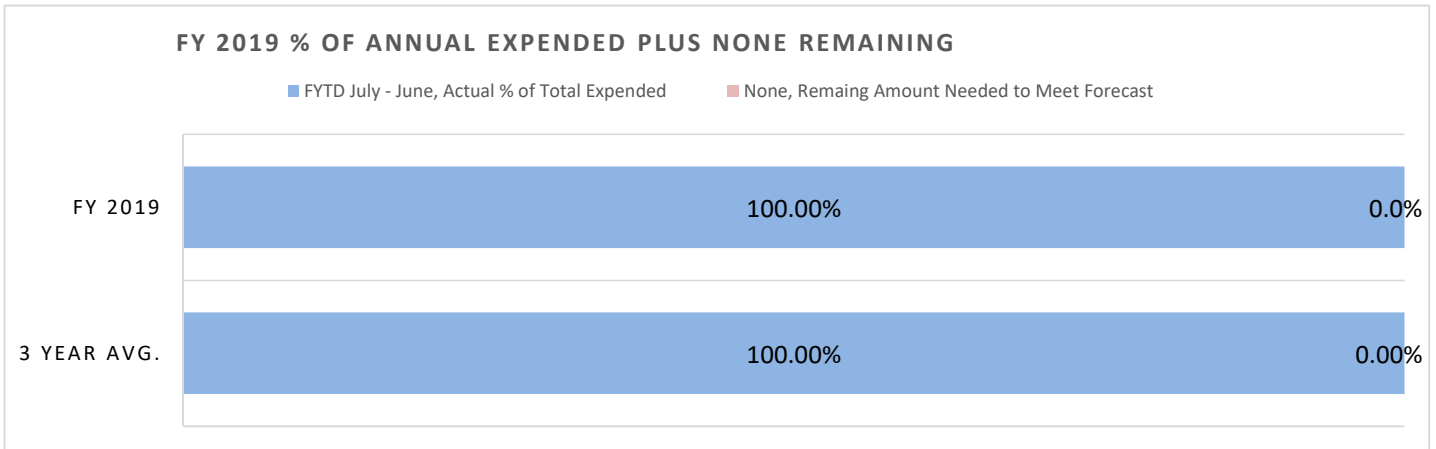 FY 2019 % OF ANNUAL EXPENDED PLUS NONE REMAINING
FYTD July - June, Actual % of Total Expended None, Remaing Amount Needed to Meet Forecast
FY 2019 100.00% 0.0%
3 YEAR AVG. 100.00% 0.00%